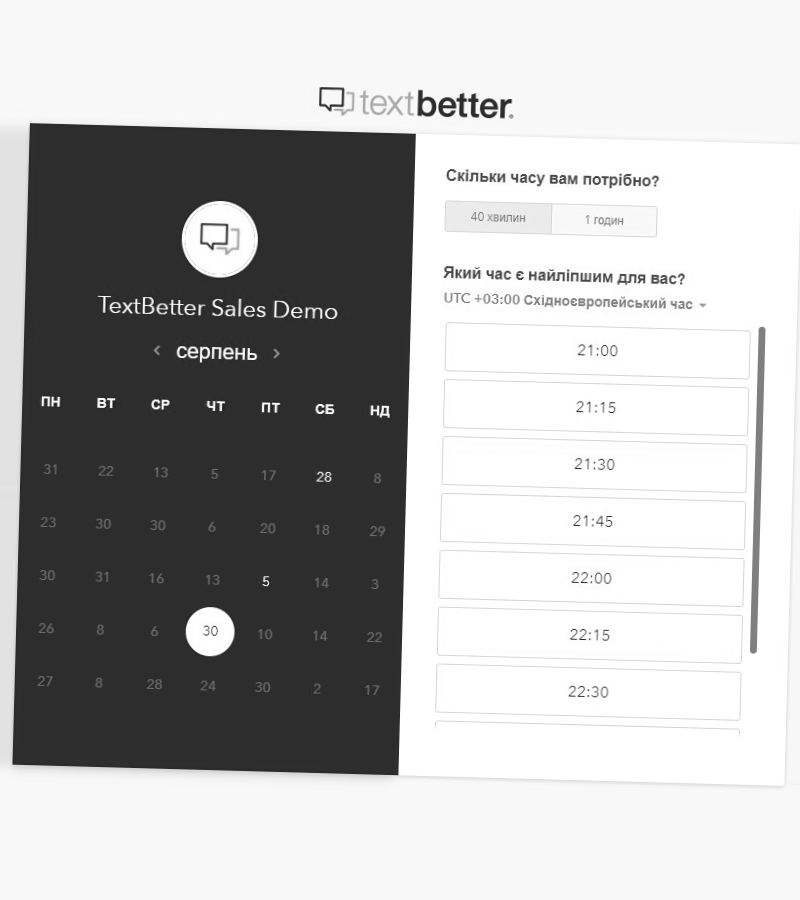 textbetter.
TextBetter Sales Demo
серпень
ПН ВТ СР ЧТ ПТ СБ НД
31 22 13 5 17 28 8
23 30 30 6 20 18 29
30 31 16 13 5 14 3
26 8 6 30 10 14 22
27 8 28 24 30 2 17
Скільки часу вам потрібно?
40 хвилин 1 годин
Який час є найліпшим для вас?
UTC +03:00 Східноєвропейський час
21:00
21:15
21:30
21:45
22:00
22:15
22:30